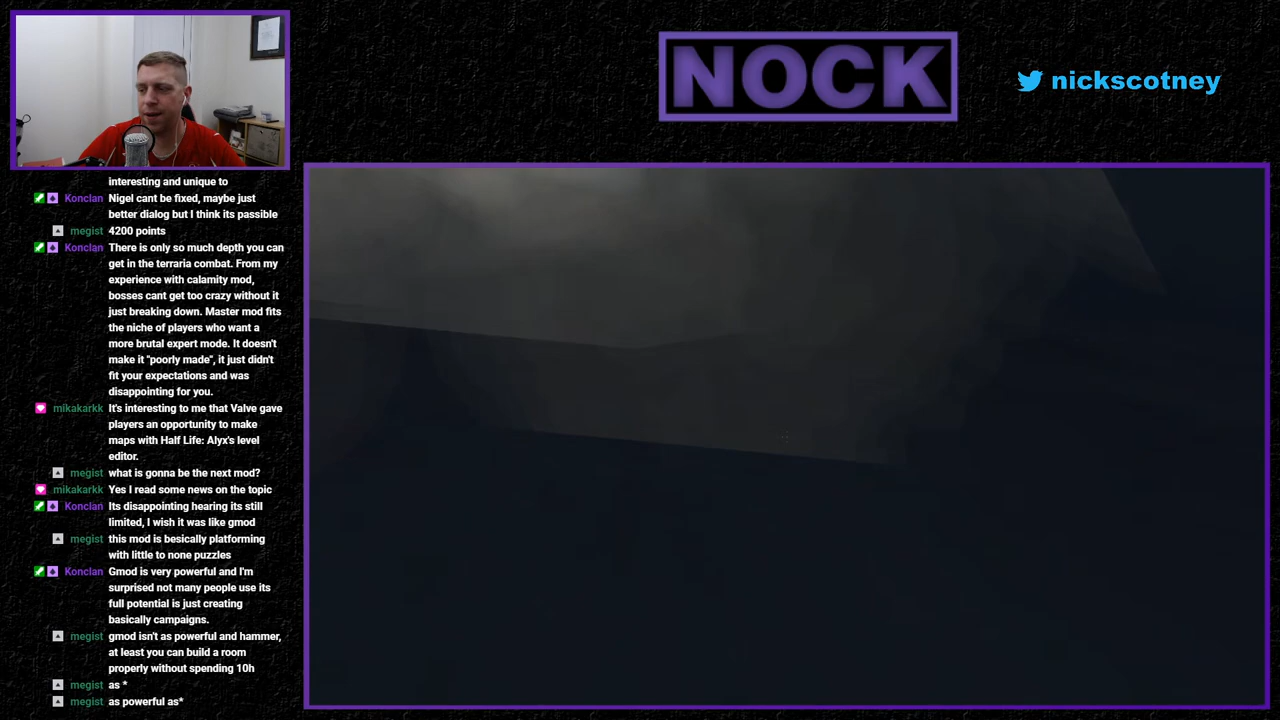 NOCK
nickscotney
interesting and unique to
Konclan Nigel cant be fixed, maybe just
better dialog but I think its passible
megist 4200 points
Konclan There is only so much depth you can
get in the terraria combat. From my
experience with calamity mod,
bosses cant get too crazy without it
just breaking down. Master mod fits
the niche of players who want a
more brutal expert mode. It doesn't
make it "poorly made", it just didn't
fit your expectations and was
disappointing for you.
mikakarkk It's interesting to me that Valve gave
players an opportunity to make
maps with Half Life: Alyx's level
editor.
megist what is gonna be the next mod?
mikakarkk Yes I read some news on the topic
Konclan Its disappointing hearing its still
limited, I wish it was like gmod
megist this mod is besically platforming
with little to none puzzles
Konclan Gmod is very powerful and I'm
surprised not many people use its
full potential is just creating
basically campaigns.
megist gmod isn't as powerful and hammer,
at least you can build a room
properly without spending 10h
megist as *
megist as powerful as*